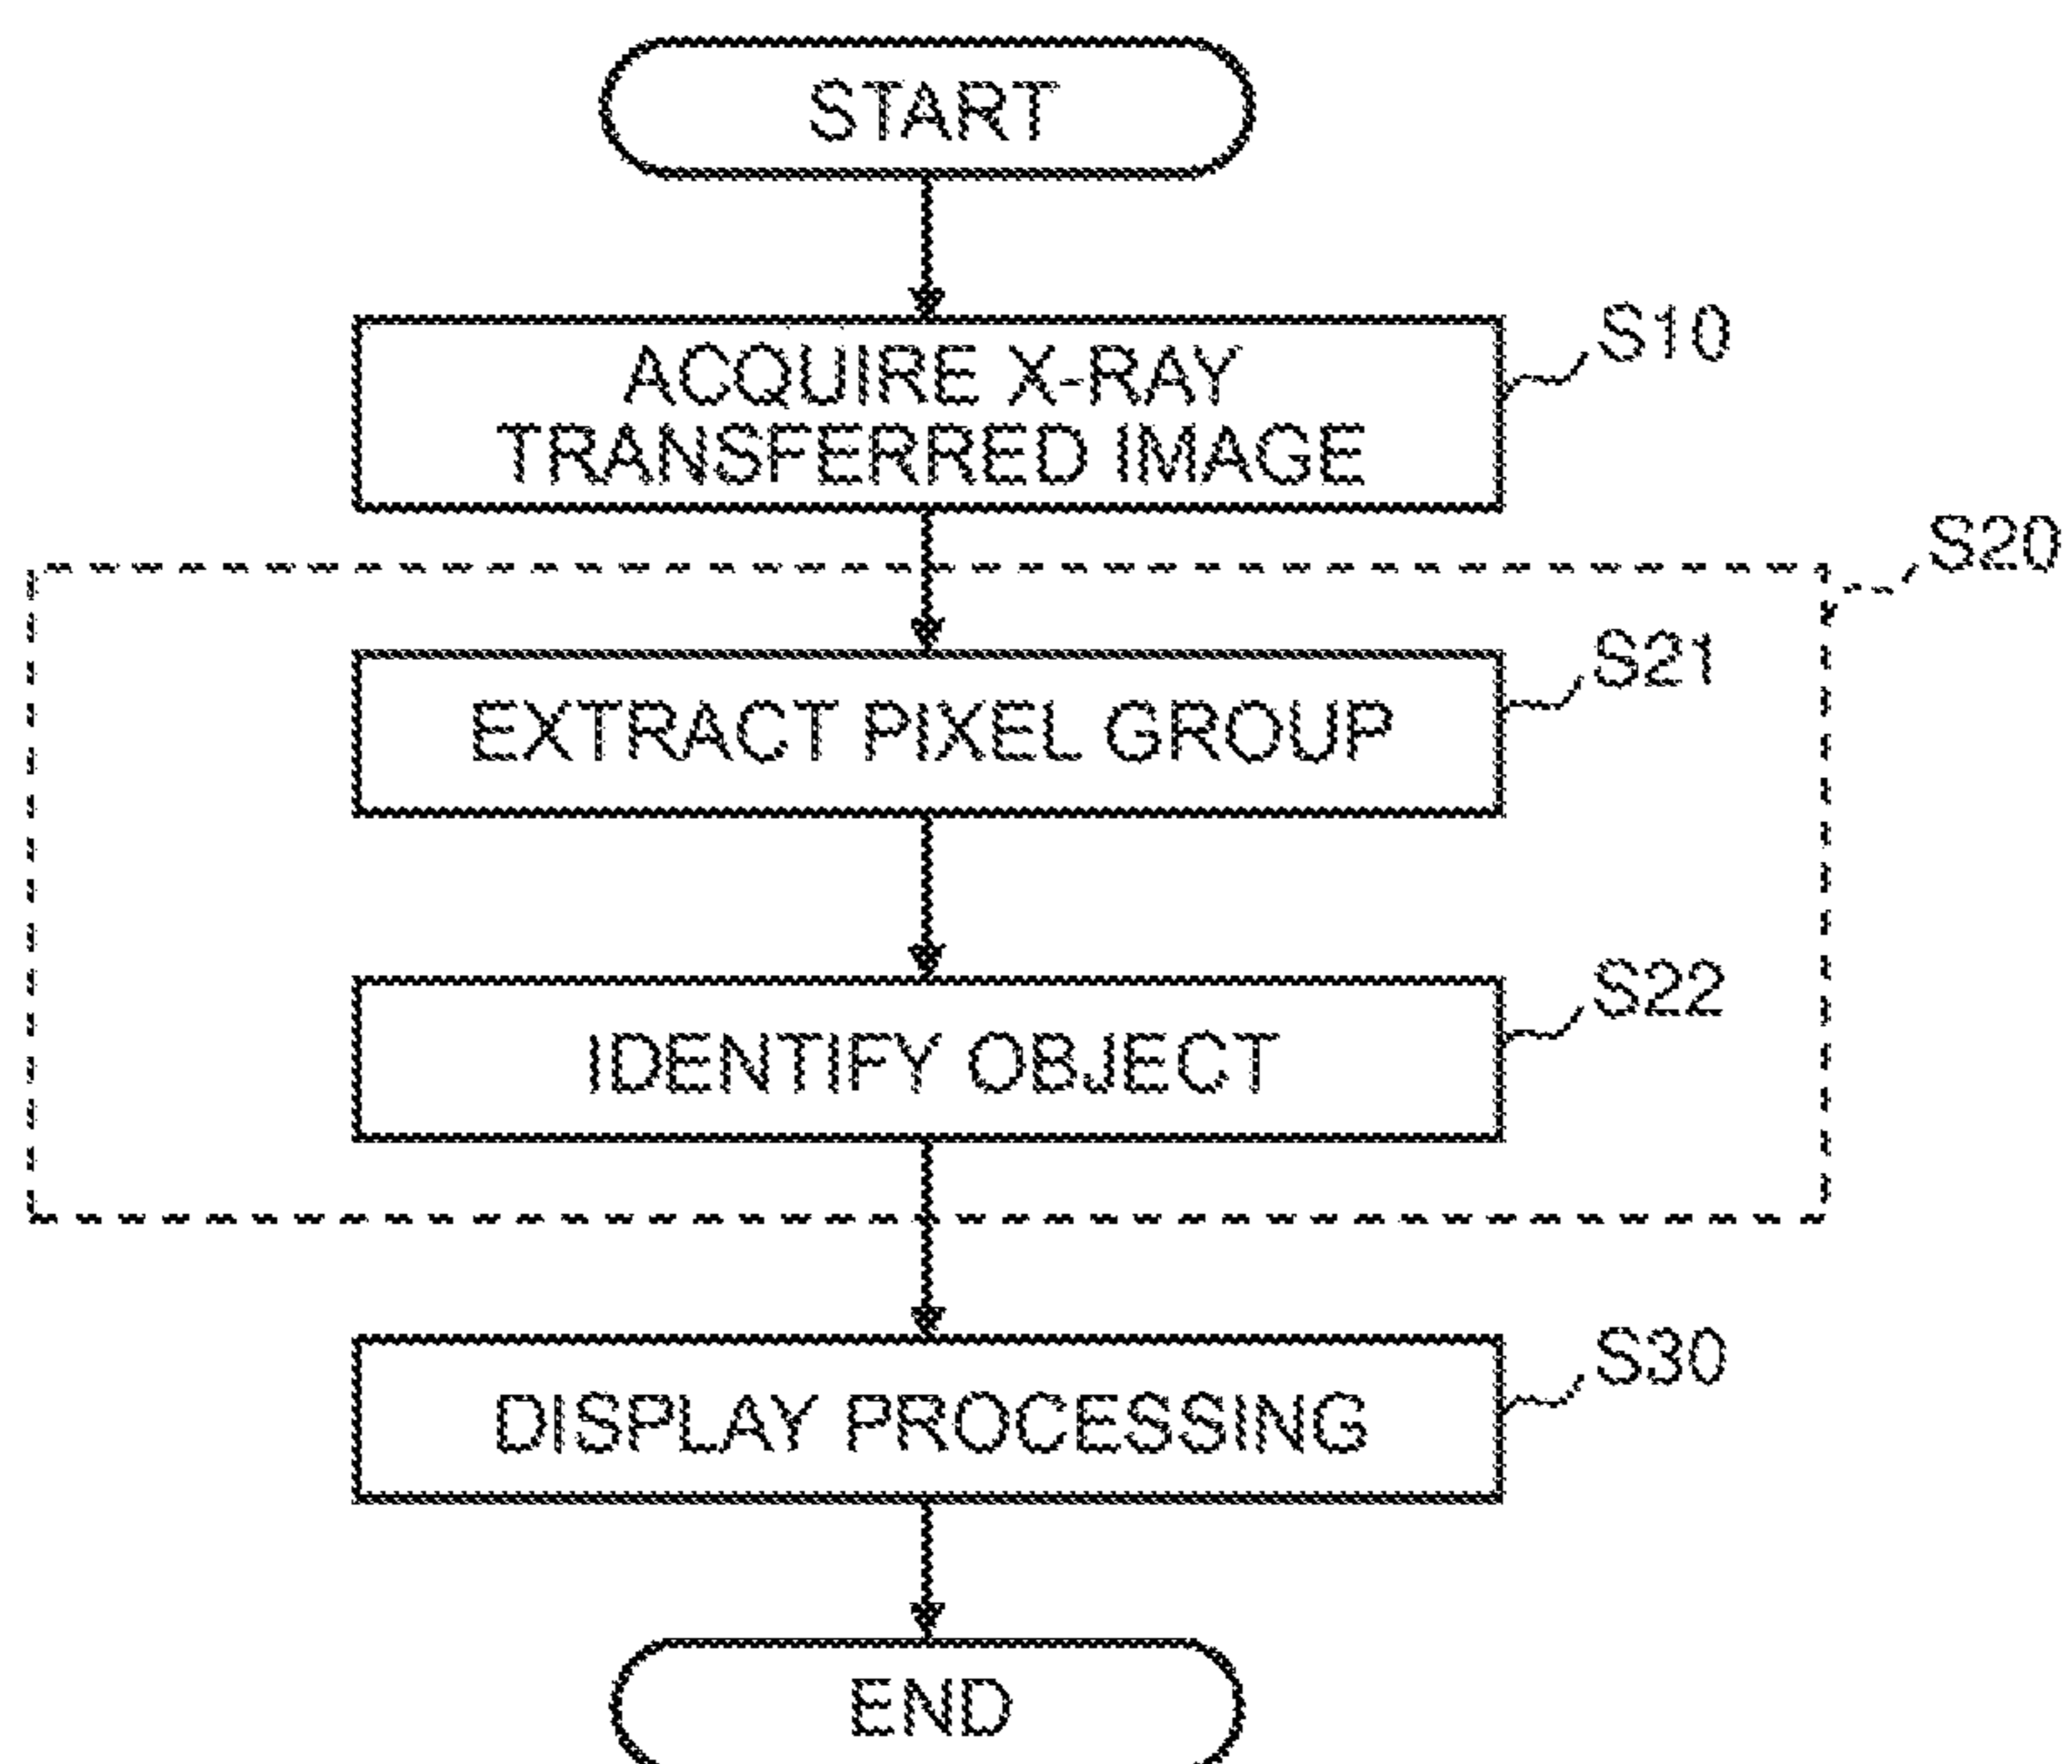 START
ACQUIRE X-RAY
TRANSFERRED IMAGE
S10
S20
EXTRACT PIXEL GROUP
S21
IDENTIFY OBJECT
S22
DISPLAY PROCESSING
S30
END